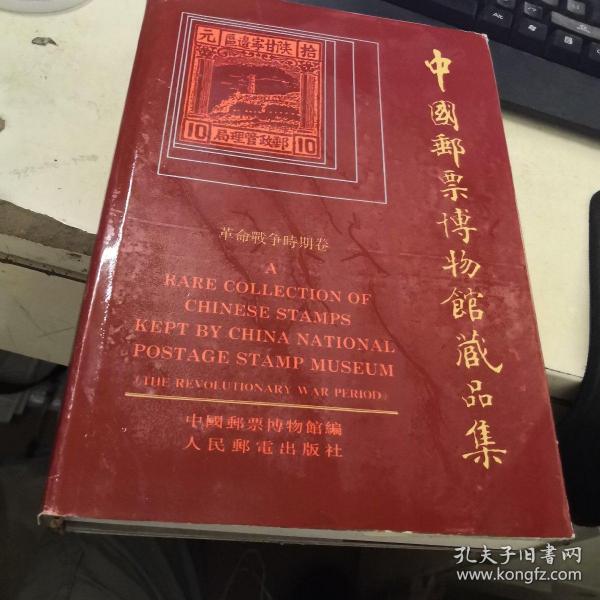 區邊寧甘陝
拾
元
10
10
局理管政郵
中國郵票博物館藏品集
革命戰爭時期卷
A
RARE COLLECTION OF
CHINESE STAMPS
KEPT BY CHINA NATIONAL
POSTAGE STAMP MUSEUM
(THE REVOLUTIONARY WAR PERIOD)
中國郵票博物館編
人民郵電出版社
孔夫子旧书网
www.kongfz.com